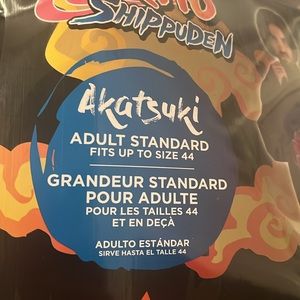 SHIPPUDEN
Akatsuki
ADULT STANDARD
FITS UP TO SIZE 44
GRANDEUR STANDARD
POUR ADULTE
POUR LES TAILLES 44
ET EN DEÇÀ
ADULTO ESTÁNDAR
SIRVE HASTA EL TALLE 44